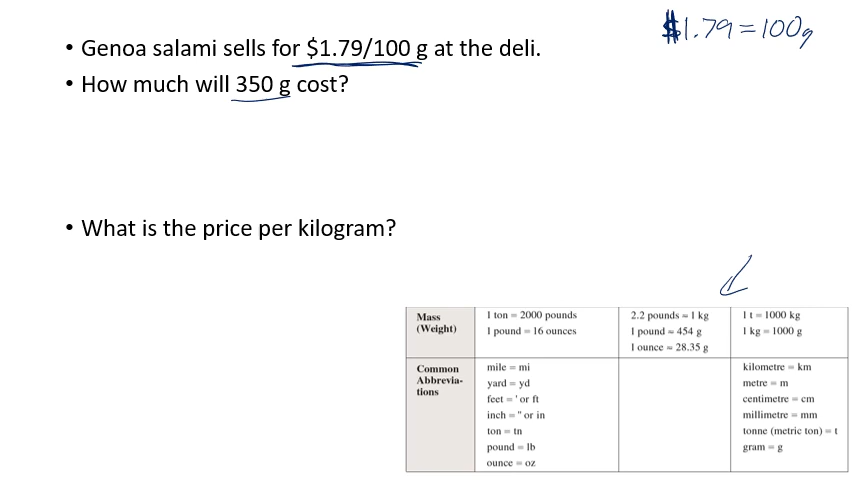 $1.79=100g
• Genoa salami sells for $1.79/100 g at the deli.
• How much will 350 g cost?
• What is the price per kilogram?
Mass (Weight)
1 ton = 2000 pounds
1 pound = 16 ounces
2.2 pounds ≈ 1 kg
1 pound ≈ 454 g
1 ounce ≈ 28.35 g
1 t = 1000 kg
1 kg = 1000 g
Common Abbrevia-
tions
mile = mi
yard = yd
feet = ' or ft
inch = " or in
ton = tn
pound = lb
ounce = oz
kilometre = km
metre = m
centimetre = cm
millimetre = mm
tonne (metric ton) = t
gram = g